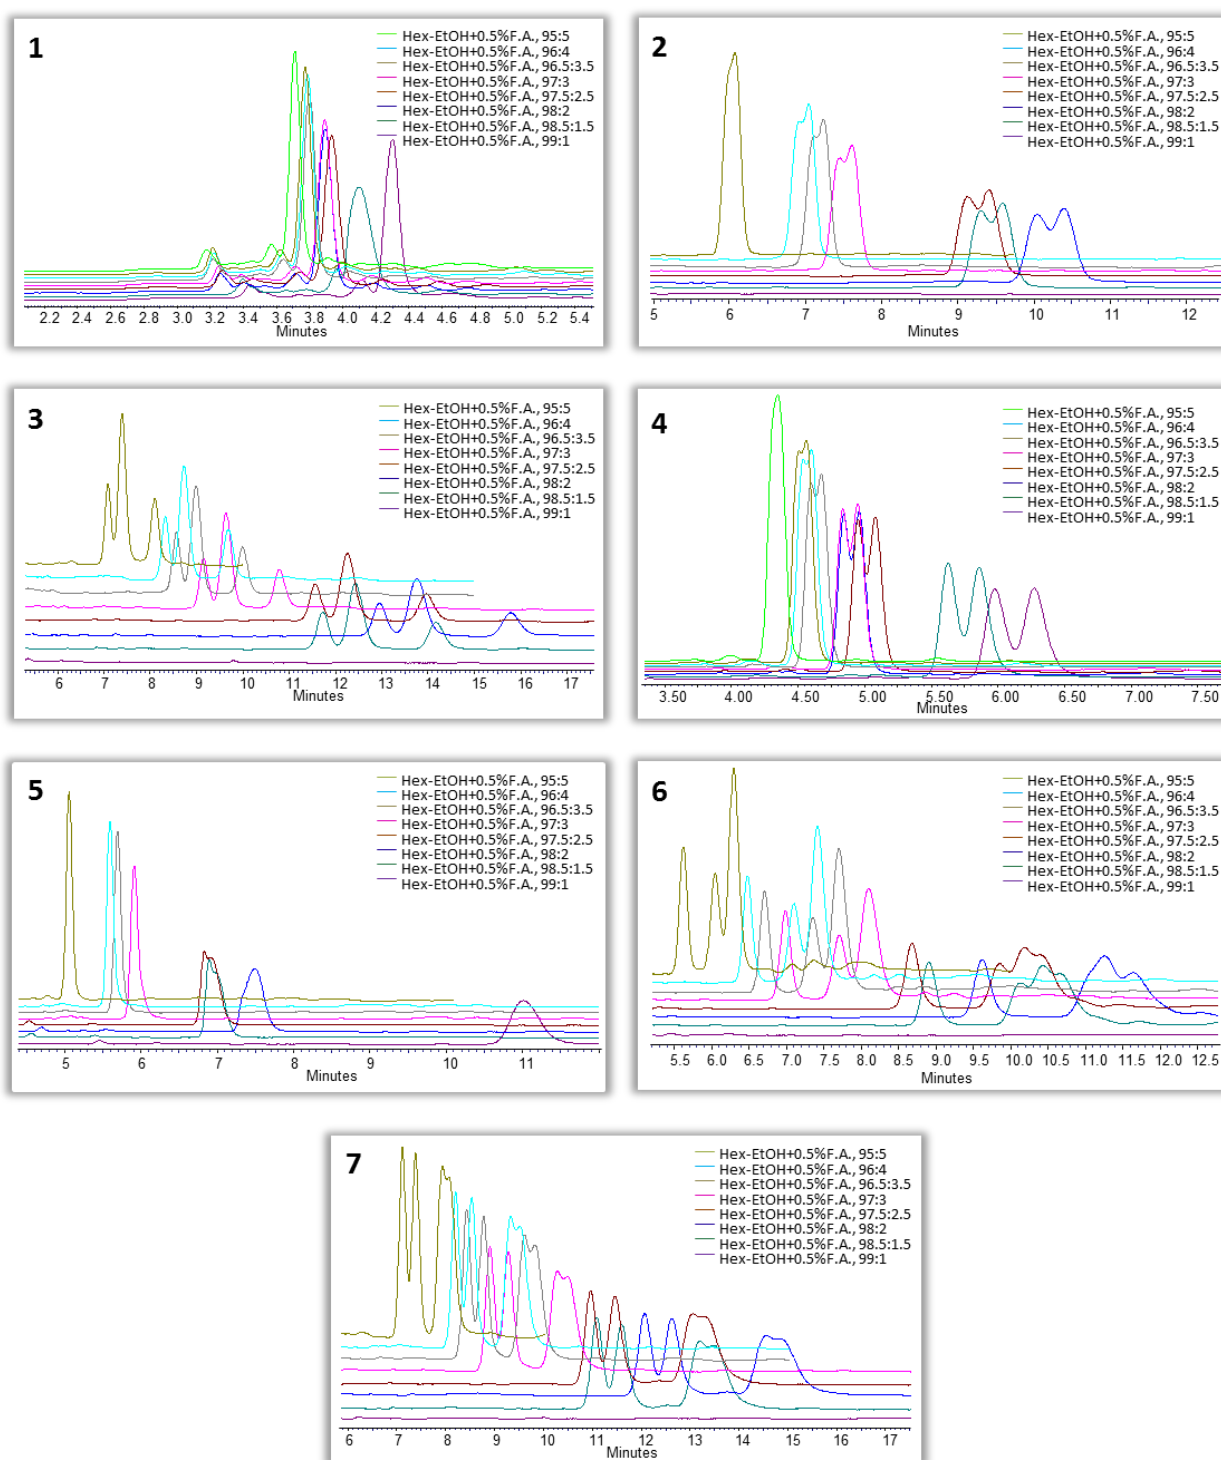 1
Hex-EtOH+0.5%F.A., 95:5
Hex-EtOH+0.5%F.A., 96:4
Hex-EtOH+0.5%F.A., 96.5:3.5
Hex-EtOH+0.5%F.A., 97:3
Hex-EtOH+0.5%F.A., 97.5:2.5
Hex-EtOH+0.5%F.A., 98:2
Hex-EtOH+0.5%F.A., 98.5:1.5
Hex-EtOH+0.5%F.A., 99:1
2.2 2.4 2.6 2.8 3.0 3.2 3.4 3.6 3.8 4.0 4.2 4.4 4.6 4.8 5.0 5.2 5.4
Minutes
2
Hex-EtOH+0.5%F.A., 95:5
Hex-EtOH+0.5%F.A., 96:4
Hex-EtOH+0.5%F.A., 96.5:3.5
Hex-EtOH+0.5%F.A., 97:3
Hex-EtOH+0.5%F.A., 97.5:2.5
Hex-EtOH+0.5%F.A., 98:2
Hex-EtOH+0.5%F.A., 98.5:1.5
Hex-EtOH+0.5%F.A., 99:1
5 6 7 8 9 10 11 12
Minutes
3
Hex-EtOH+0.5%F.A., 95:5
Hex-EtOH+0.5%F.A., 96:4
Hex-EtOH+0.5%F.A., 96.5:3.5
Hex-EtOH+0.5%F.A., 97:3
Hex-EtOH+0.5%F.A., 97.5:2.5
Hex-EtOH+0.5%F.A., 98:2
Hex-EtOH+0.5%F.A., 98.5:1.5
Hex-EtOH+0.5%F.A., 99:1
6 7 8 9 10 11 12 13 14 15 16 17
Minutes
4
Hex-EtOH+0.5%F.A., 95:5
Hex-EtOH+0.5%F.A., 96:4
Hex-EtOH+0.5%F.A., 96.5:3.5
Hex-EtOH+0.5%F.A., 97:3
Hex-EtOH+0.5%F.A., 97.5:2.5
Hex-EtOH+0.5%F.A., 98:2
Hex-EtOH+0.5%F.A., 98.5:1.5
Hex-EtOH+0.5%F.A., 99:1
3.50 4.00 4.50 5.00 5.50 6.00 6.50 7.00 7.50
Minutes
5
Hex-EtOH+0.5%F.A., 95:5
Hex-EtOH+0.5%F.A., 96:4
Hex-EtOH+0.5%F.A., 96.5:3.5
Hex-EtOH+0.5%F.A., 97:3
Hex-EtOH+0.5%F.A., 97.5:2.5
Hex-EtOH+0.5%F.A., 98:2
Hex-EtOH+0.5%F.A., 98.5:1.5
Hex-EtOH+0.5%F.A., 99:1
5 6 7 8 9 10 11
Minutes
6
Hex-EtOH+0.5%F.A., 95:5
Hex-EtOH+0.5%F.A., 96:4
Hex-EtOH+0.5%F.A., 96.5:3.5
Hex-EtOH+0.5%F.A., 97:3
Hex-EtOH+0.5%F.A., 97.5:2.5
Hex-EtOH+0.5%F.A., 98:2
Hex-EtOH+0.5%F.A., 98.5:1.5
Hex-EtOH+0.5%F.A., 99:1
5.5 6.0 6.5 7.0 7.5 8.0 8.5 9.0 9.5 10.0 10.5 11.0 11.5 12.0 12.5
Minutes
7
Hex-EtOH+0.5%F.A., 95:5
Hex-EtOH+0.5%F.A., 96:4
Hex-EtOH+0.5%F.A., 96.5:3.5
Hex-EtOH+0.5%F.A., 97:3
Hex-EtOH+0.5%F.A., 97.5:2.5
Hex-EtOH+0.5%F.A., 98:2
Hex-EtOH+0.5%F.A., 98.5:1.5
Hex-EtOH+0.5%F.A., 99:1
6 7 8 9 10 11 12 13 14 15 16 17
Minutes